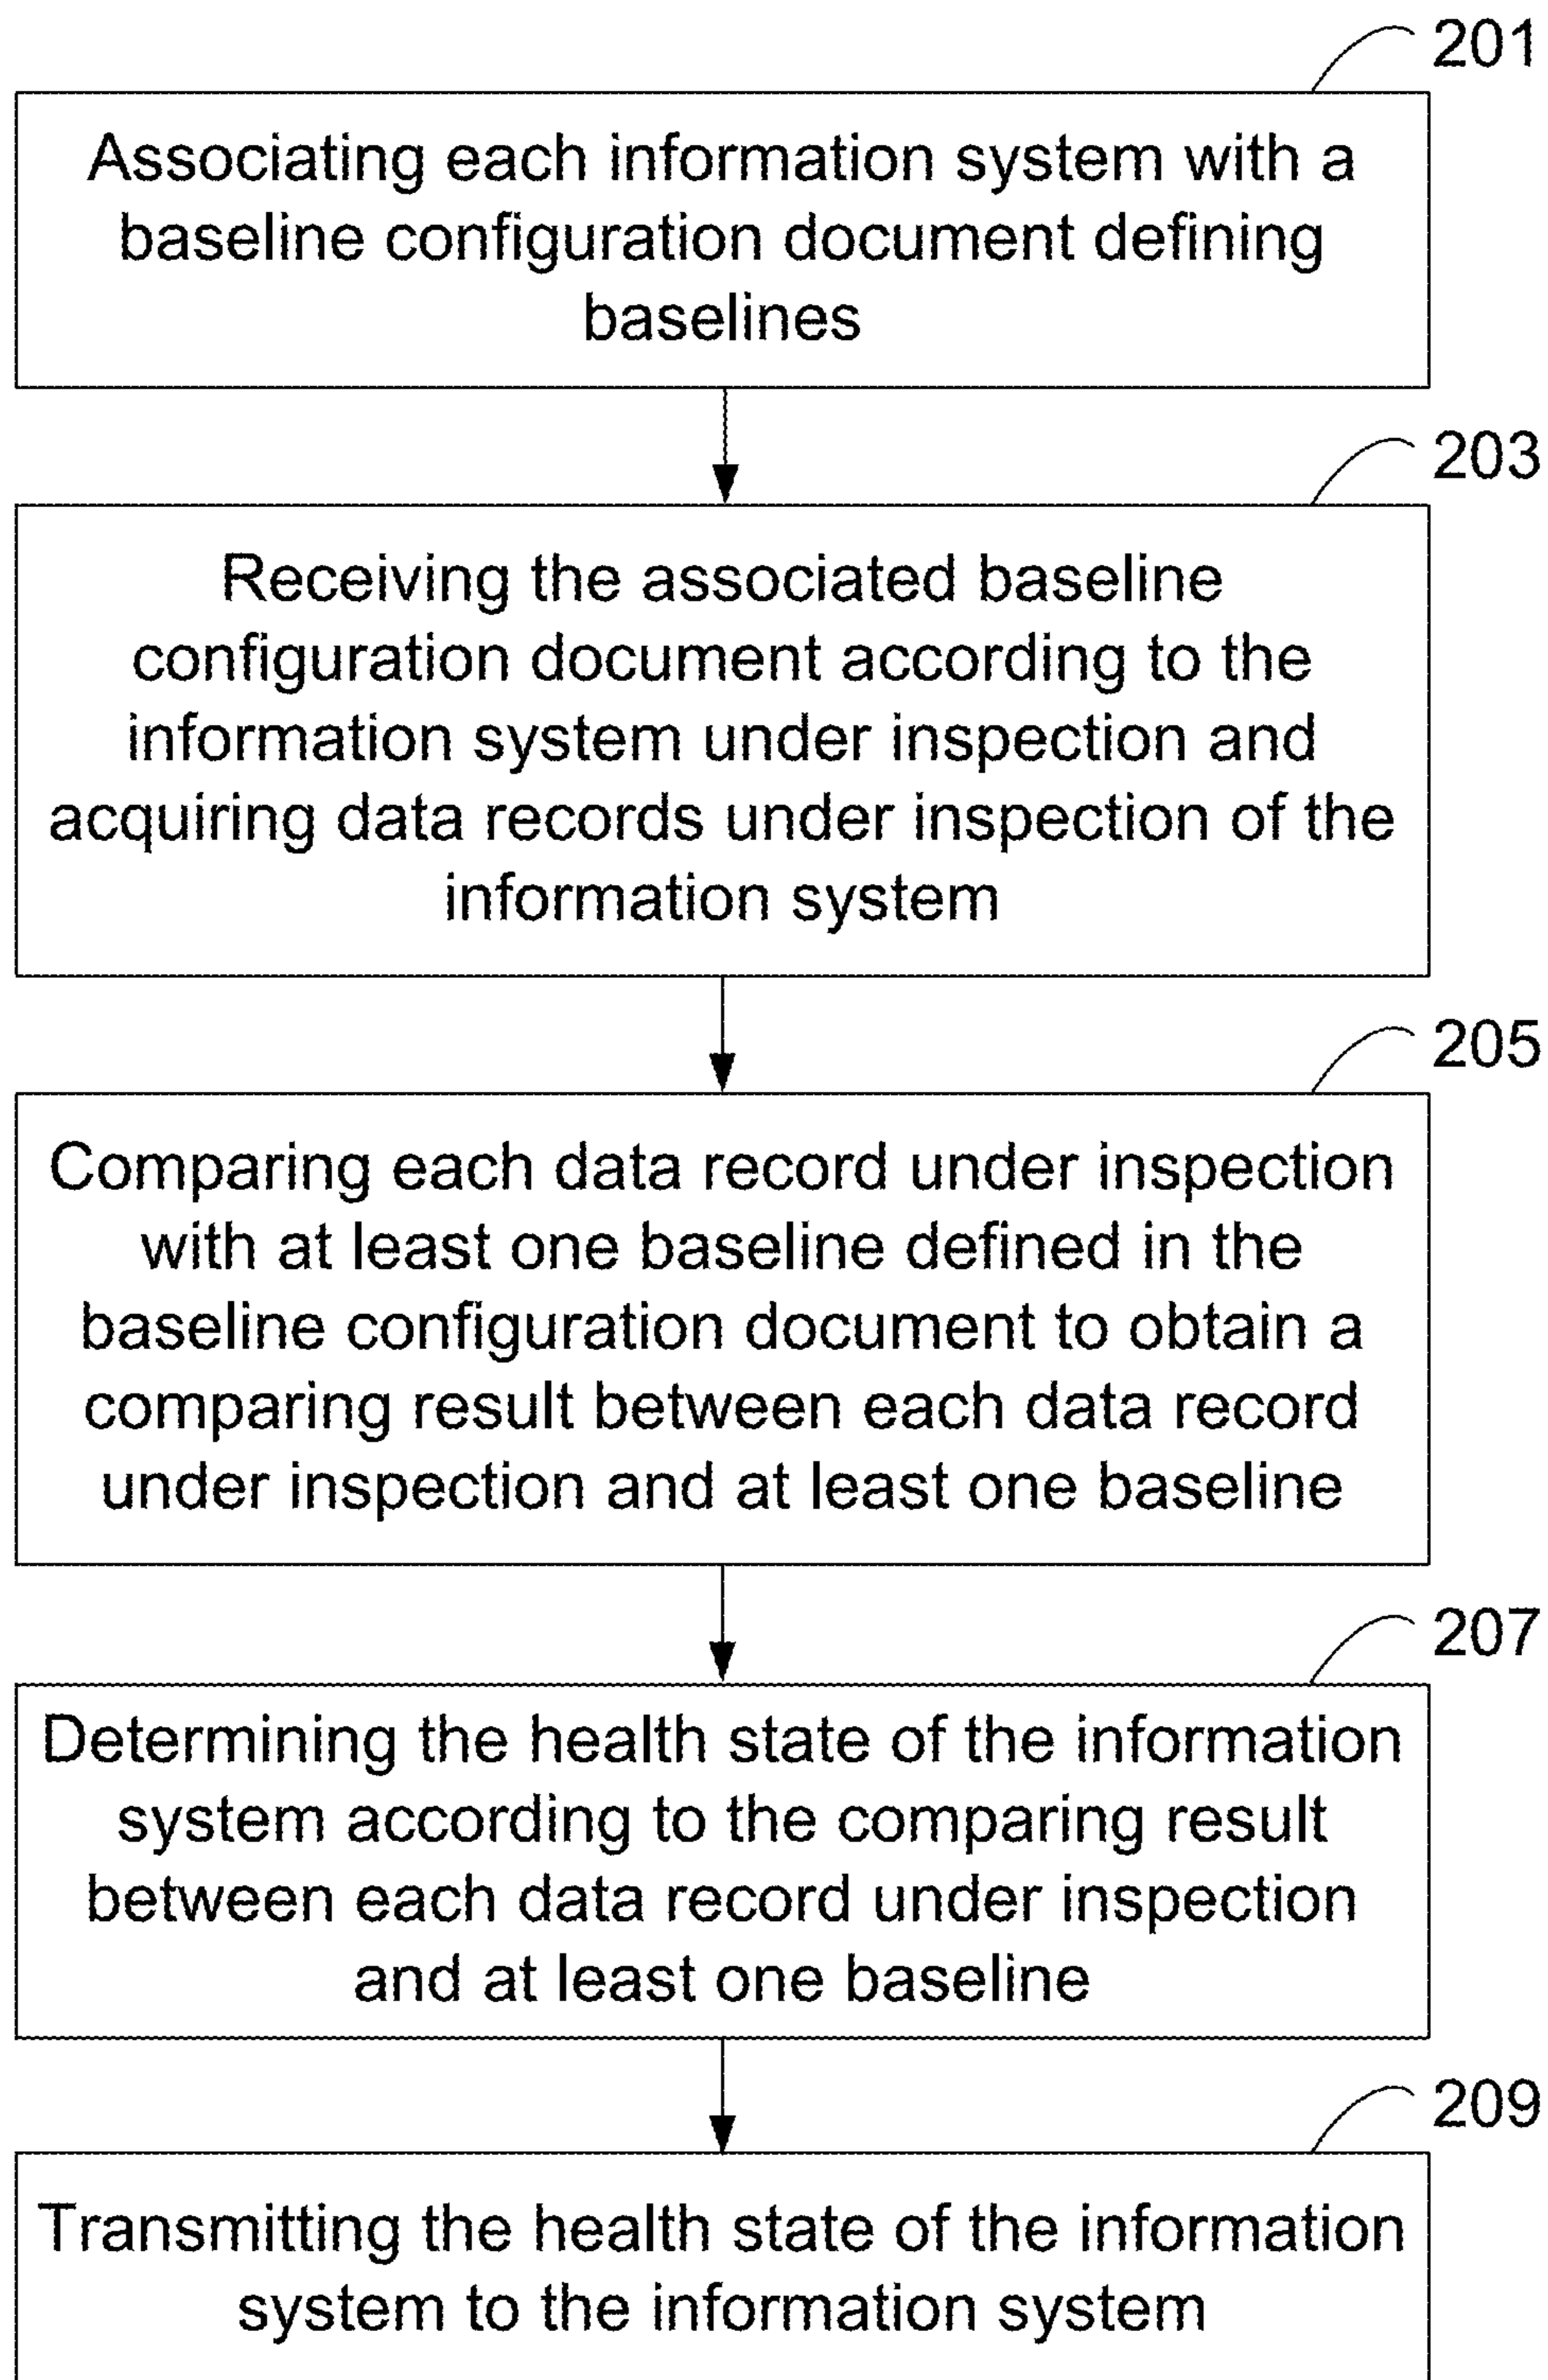 201
Associating each information system with a
baseline configuration document defining
baselines
203
Receiving the associated baseline
configuration document according to the
information system under inspection and
acquiring data records under inspection of the
information system
205
Comparing each data record under inspection
with at least one baseline defined in the
baseline configuration document to obtain a
comparing result between each data record
under inspection and at least one baseline
207
Determining the health state of the information
system according to the comparing result
between each data record under inspection
and at least one baseline
209
Transmitting the health state of the information
system to the information system